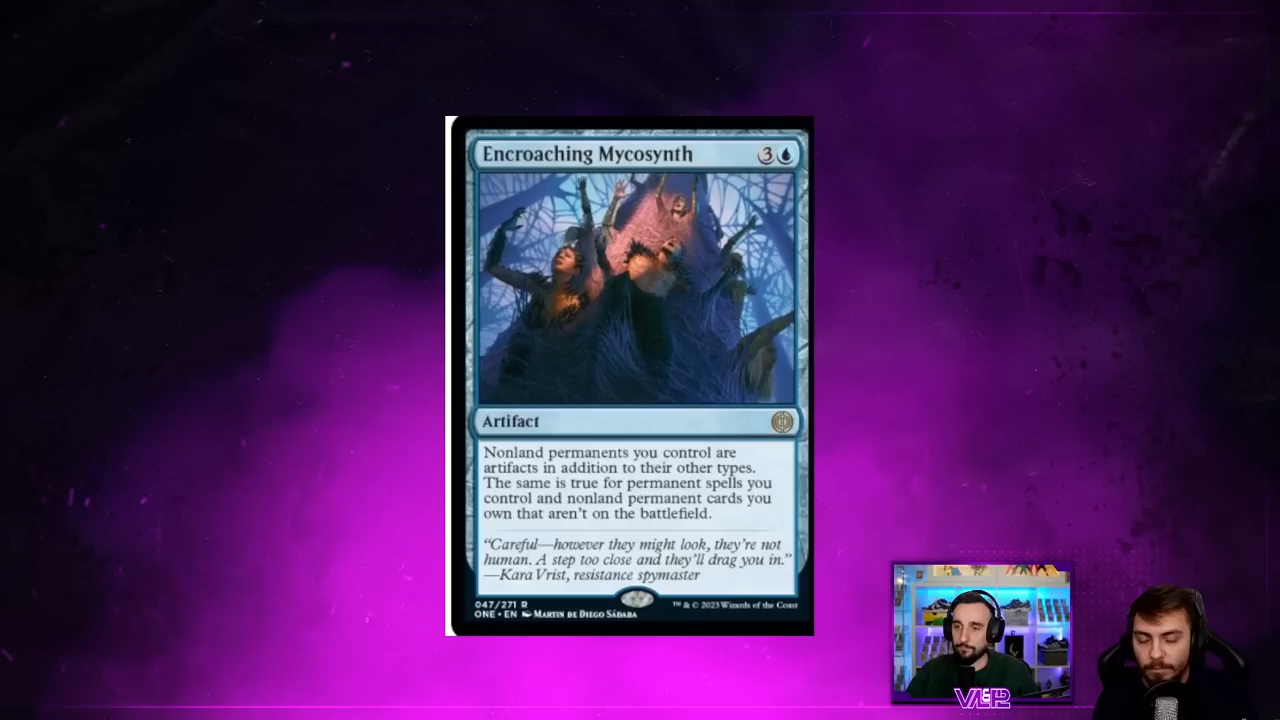 Encroaching Mycosynth 3
Artifact
Nonland permanents you control are
artifacts in addition to their other types.
The same is true for permanent spells you
control and nonland permanent cards you
own that aren't on the battlefield.
“Careful—however they might look, they're not
human. A step too close and they'll drag you in.”
—Kara Vrist, resistance spymaster
047/271 R
ONE • EN Martin de Diego Sádaba
™ & © 2023 Wizards of the Coast